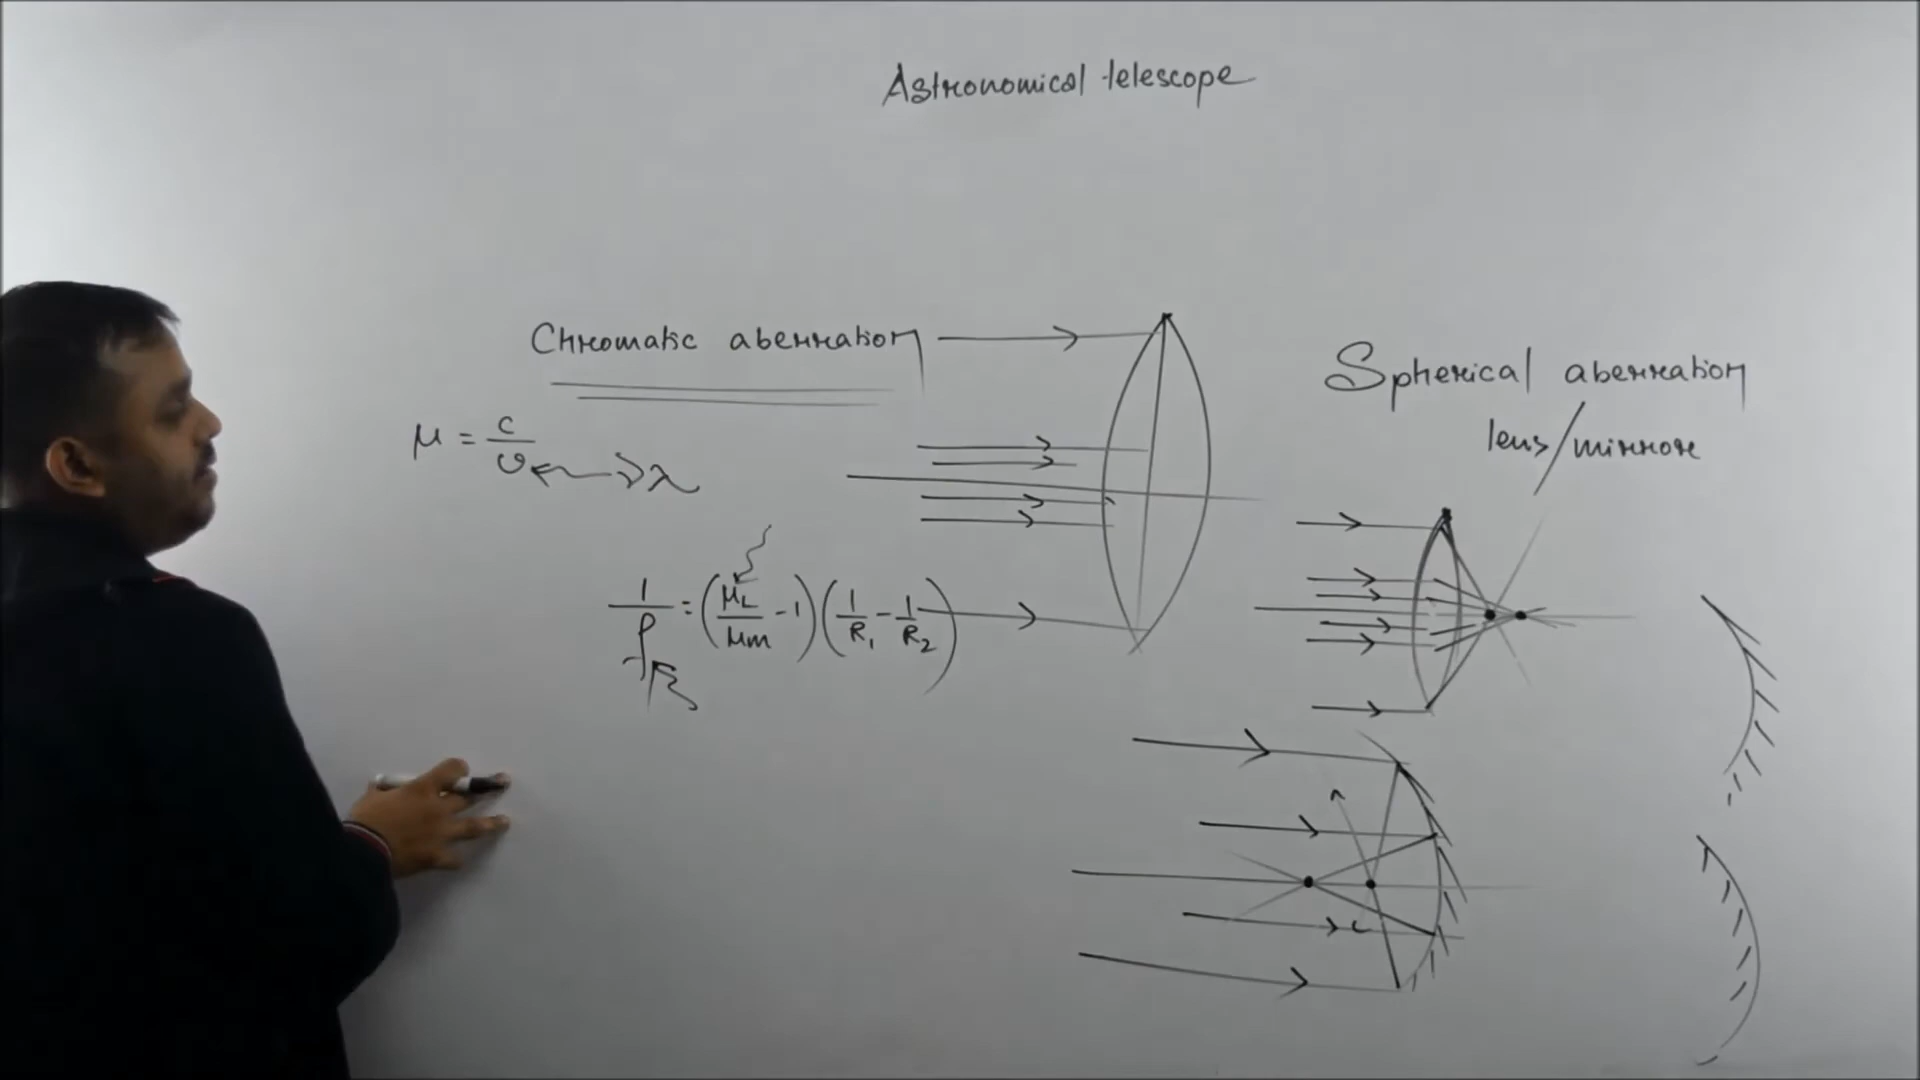 Astronomical telescope
Chromatic aberration
μ = c/v λ
1/f = (μL/μm - 1)(1/R1 - 1/R2)
Spherical aberration
lens/mirror